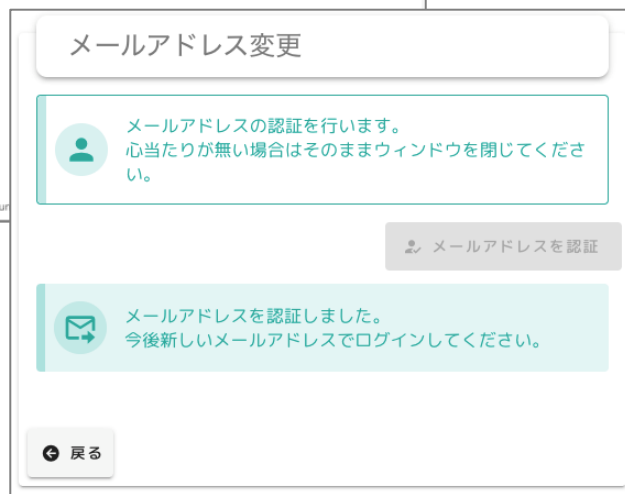 メールアドレス変更
メールアドレスの認証を行います。
心当たりが無い場合はそのままウィンドウを閉じてくださ
い。
ur
メールアドレスを認証
メールアドレスを認証しました。
今後新しいメールアドレスでログインしてください。
戻る